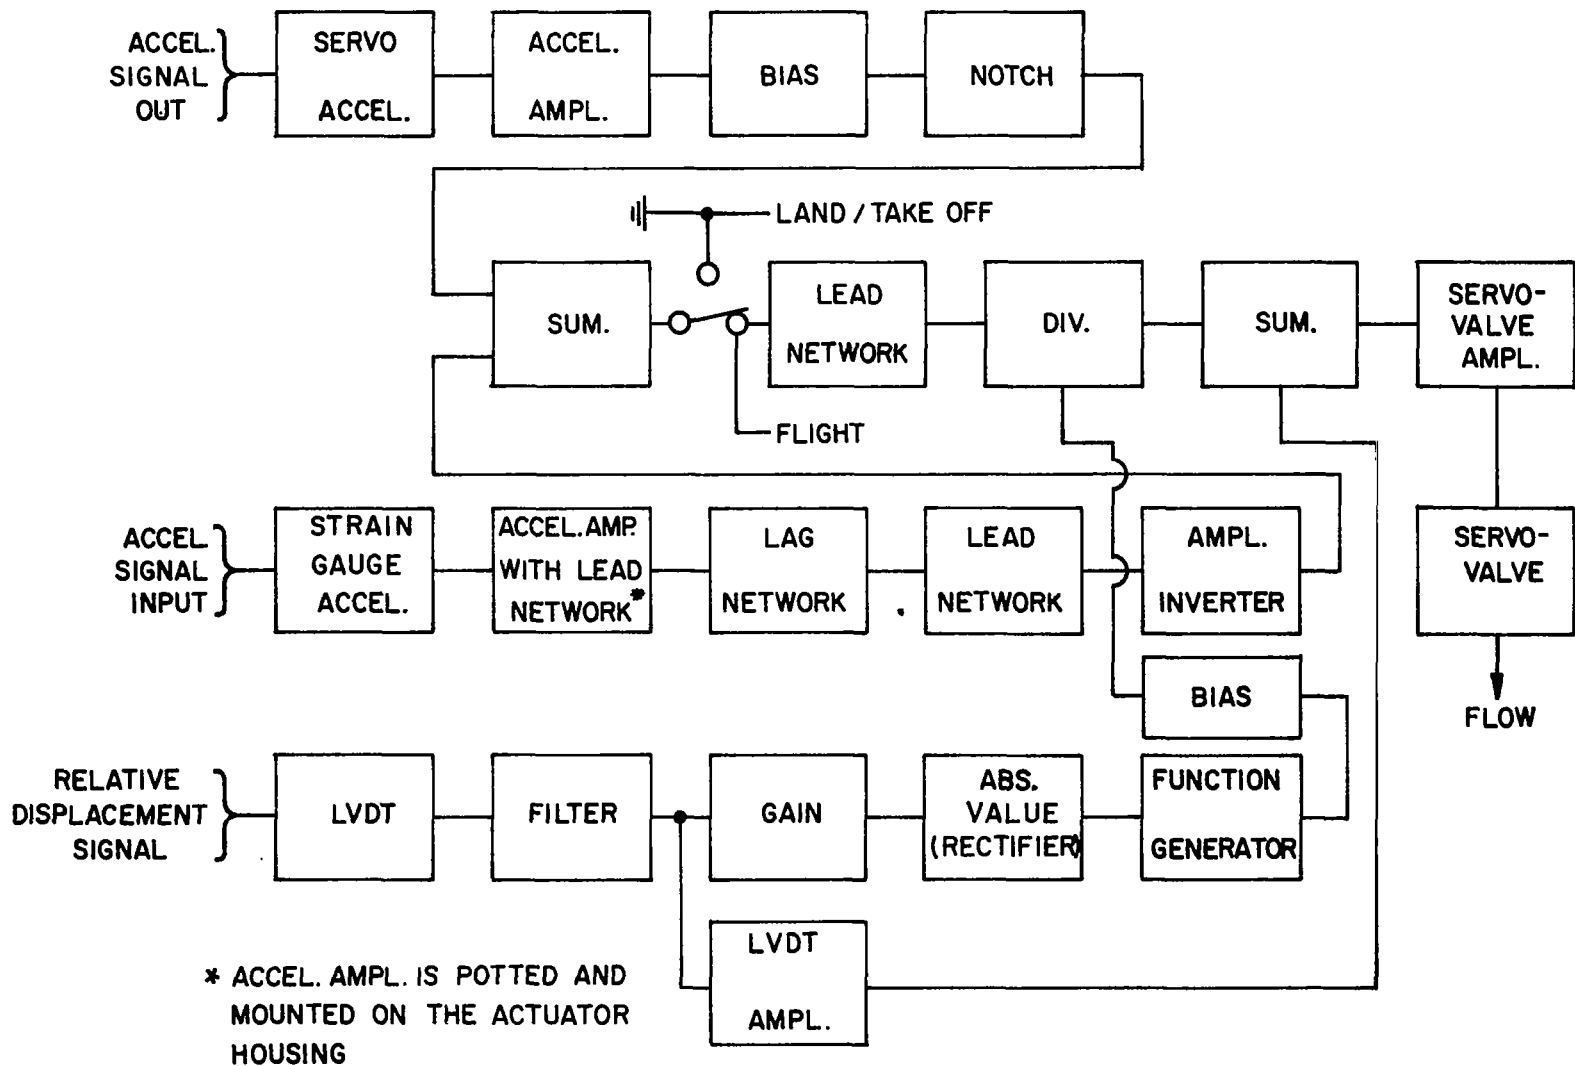 ACCEL.
SIGNAL
OUT
SERVO
ACCEL.
ACCEL.
AMPL.
BIAS
NOTCH
LAND / TAKE OFF
SUM.
LEAD
NETWORK
DIV.
SUM.
SERVO-
VALVE
AMPL.
FLIGHT
ACCEL.
SIGNAL
INPUT
STRAIN
GAUGE
ACCEL.
ACCEL. AMP.
WITH LEAD
NETWORK*
LAG
NETWORK
LEAD
NETWORK
AMPL.
INVERTER
SERVO-
VALVE
BIAS
FLOW
RELATIVE
DISPLACEMENT
SIGNAL
LVDT
FILTER
GAIN
ABS.
VALUE
(RECTIFIER)
FUNCTION
GENERATOR
LVDT
AMPL.
* ACCEL. AMPL. IS POTTED AND
MOUNTED ON THE ACTUATOR
HOUSING